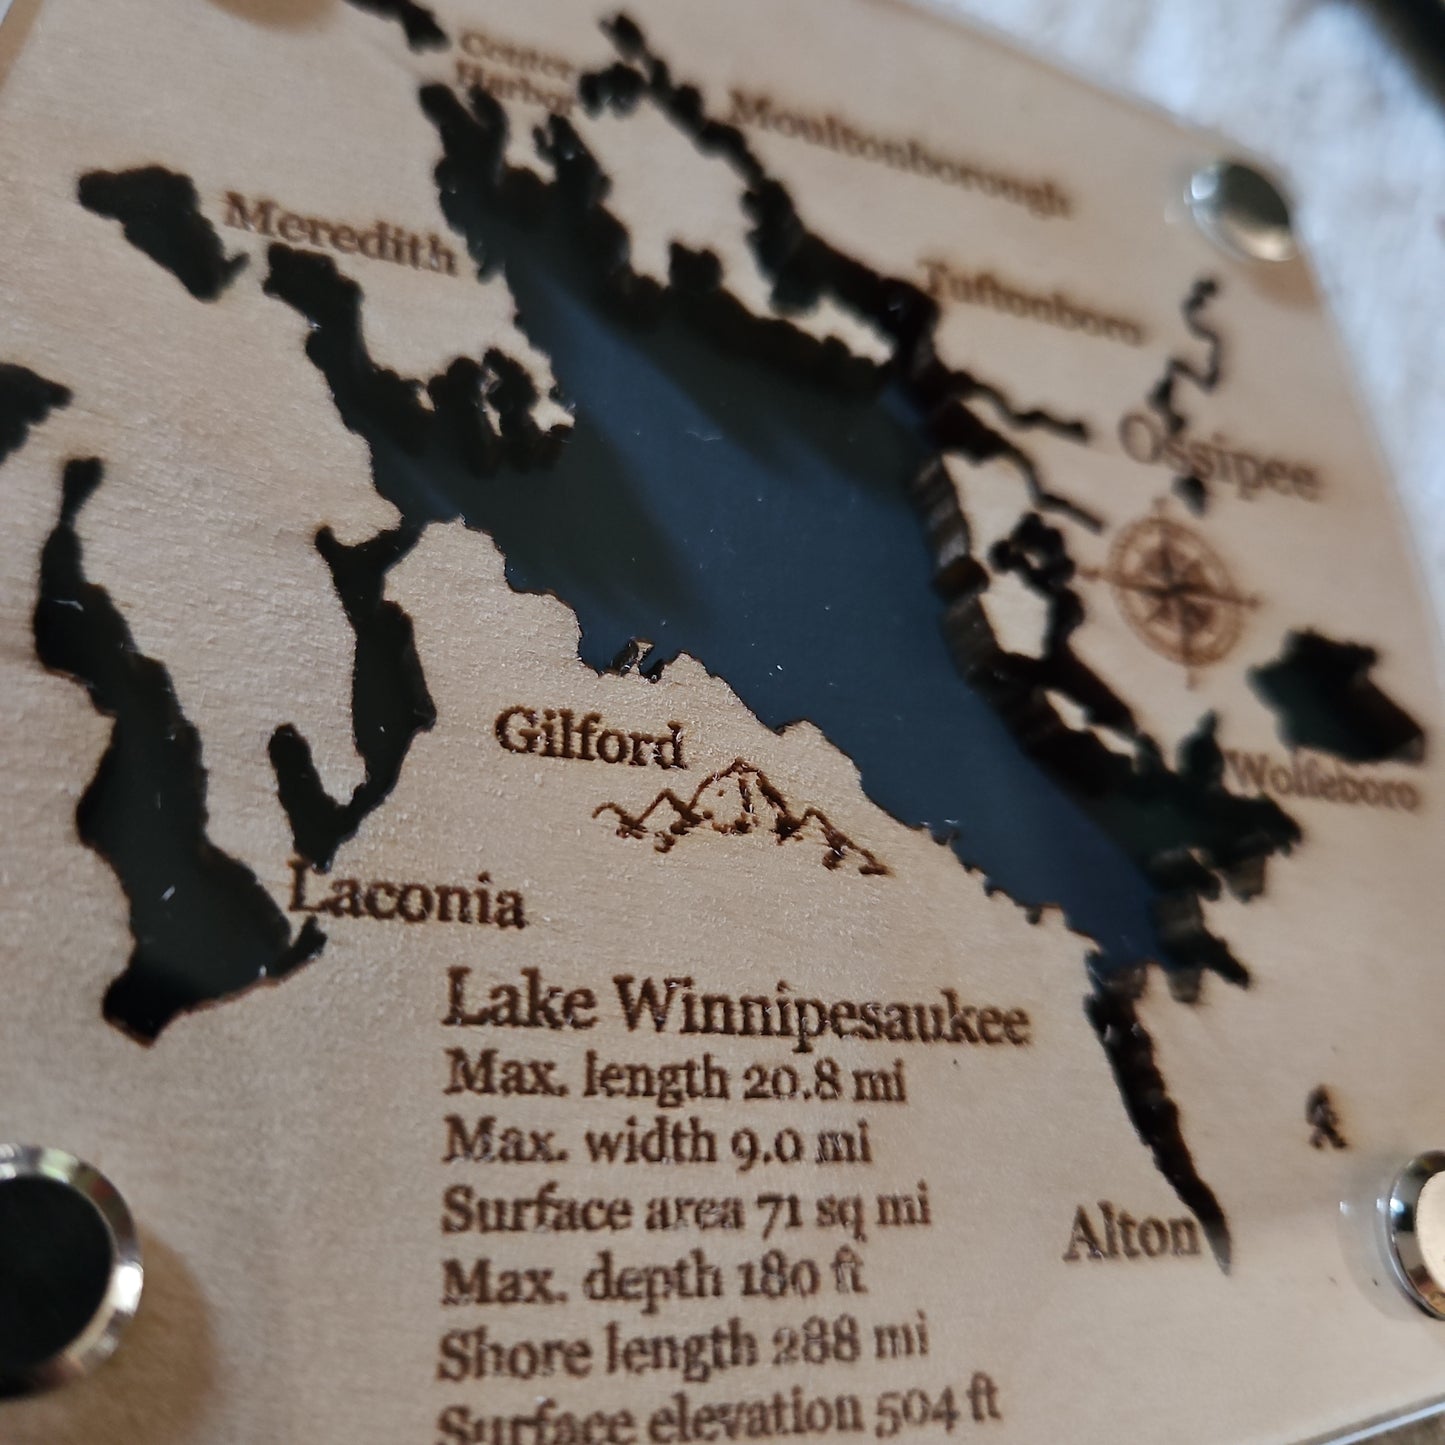 Center
Harbor
Moultonborough
Meredith
Tuftonboro
Ossipee
Gilford
Wolfeboro
Laconia
Lake Winnipesaukee
Max. length 20.8 mi
Max. width 9.0 mi
Surface area 71 sq mi
Max. depth 180 ft
Alton
Shore length 288 mi
Surface elevation 504 ft